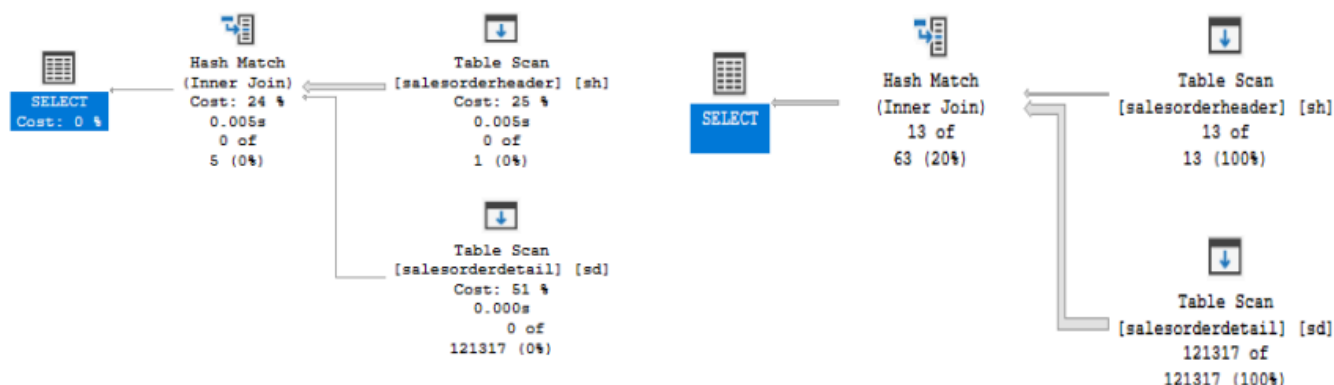 SELECT
Cost: 0 %
Hash Match
(Inner Join)
Cost: 24 %
0.005s
0 of
5 (0%)
Table Scan
[salesorderheader] [sh]
Cost: 25 %
0.005s
0 of
1 (0%)
Table Scan
[salesorderdetail] [sd]
Cost: 51 %
0.000s
0 of
121317 (0%)
SELECT
Hash Match
(Inner Join)
13 of
63 (20%)
Table Scan
[salesorderheader] [sh]
13 of
13 (100%)
Table Scan
[salesorderdetail] [sd]
121317 of
121317 (100%)